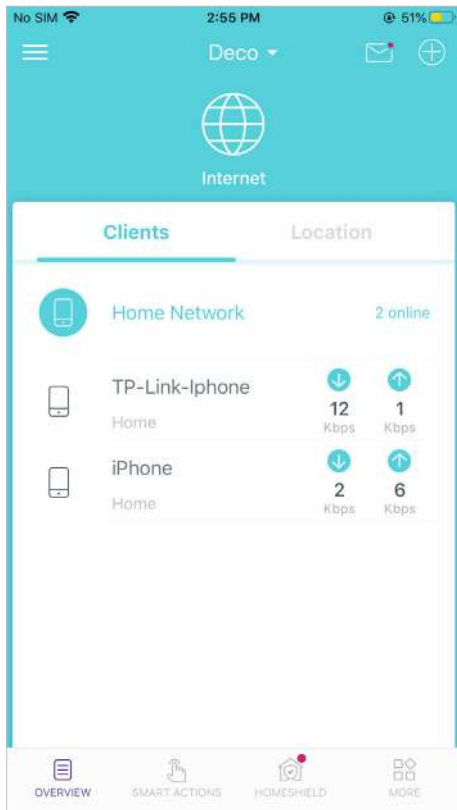 No SIM 2:55 PM 51%
Deco
Internet
Clients Location
Home Network 2 online
TP-Link-Iphone
12 1
Home Kbps Kbps
iPhone
2 6
Home Kbps Kbps
OVERVIEW SMART ACTIONS HOMESHIELD MORE